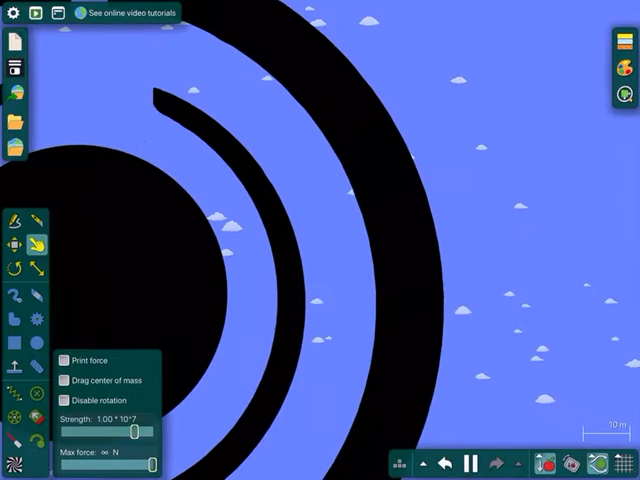 See online video tutorials
Print force
Drag center of mass
Disable rotation
Strength: 1.00 * 10^7
Max force: ∞ N
10 m